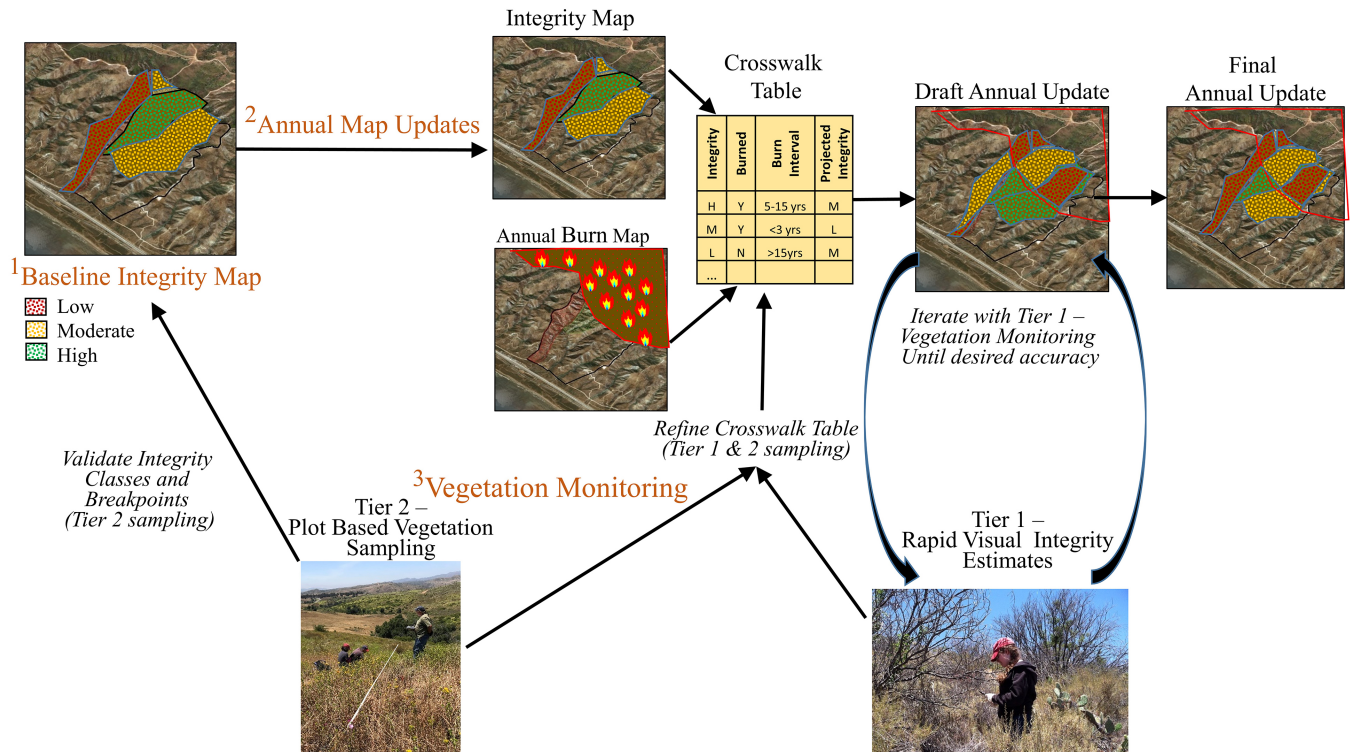 Integrity Map
Crosswalk
Table
Draft Annual Update
Final
Annual Update
2Annual Map Updates
Integrity
Burned
Burn
Interval
Projected
Integrity
H Y 5-15 yrs M
M Y <3 yrs L
L N >15yrs M
...
Annual Burn Map
1Baseline Integrity Map
Low
Moderate
High
Iterate with Tier 1 –
Vegetation Monitoring
Until desired accuracy
Refine Crosswalk Table
(Tier 1 & 2 sampling)
Validate Integrity
Classes and
Breakpoints
(Tier 2 sampling)
3Vegetation Monitoring
Tier 2 –
Plot Based Vegetation
Sampling
Tier 1 –
Rapid Visual Integrity
Estimates